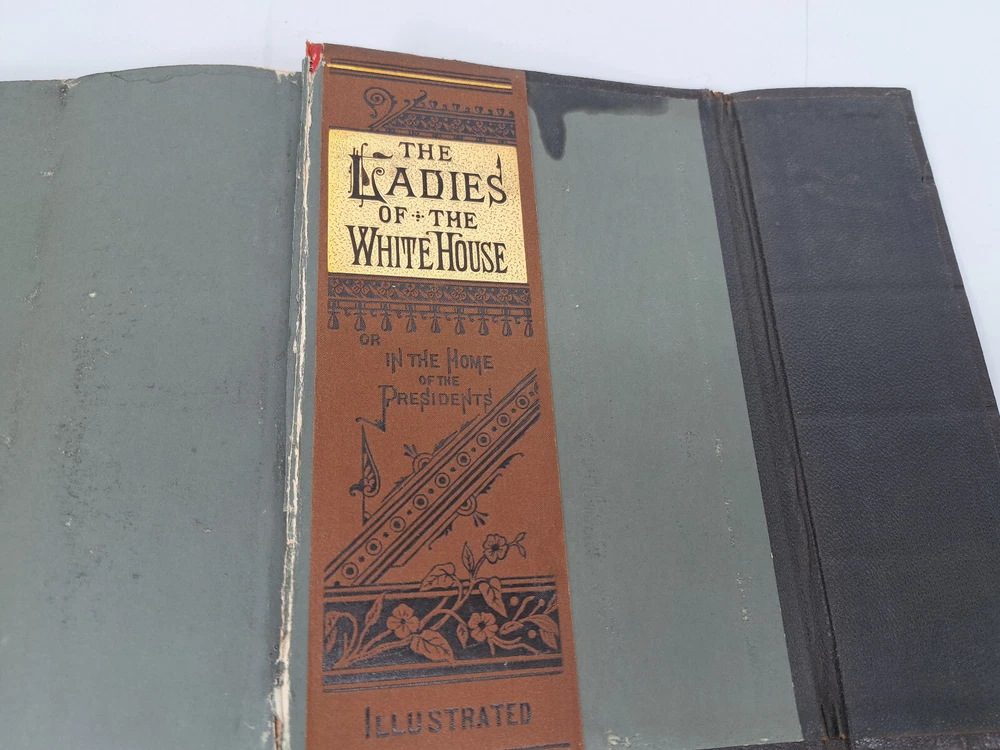 THE
LADIES
OF THE
WHITE HOUSE
OR
IN THE HOME
OF THE
PRESIDENTS
ILLUSTRATED